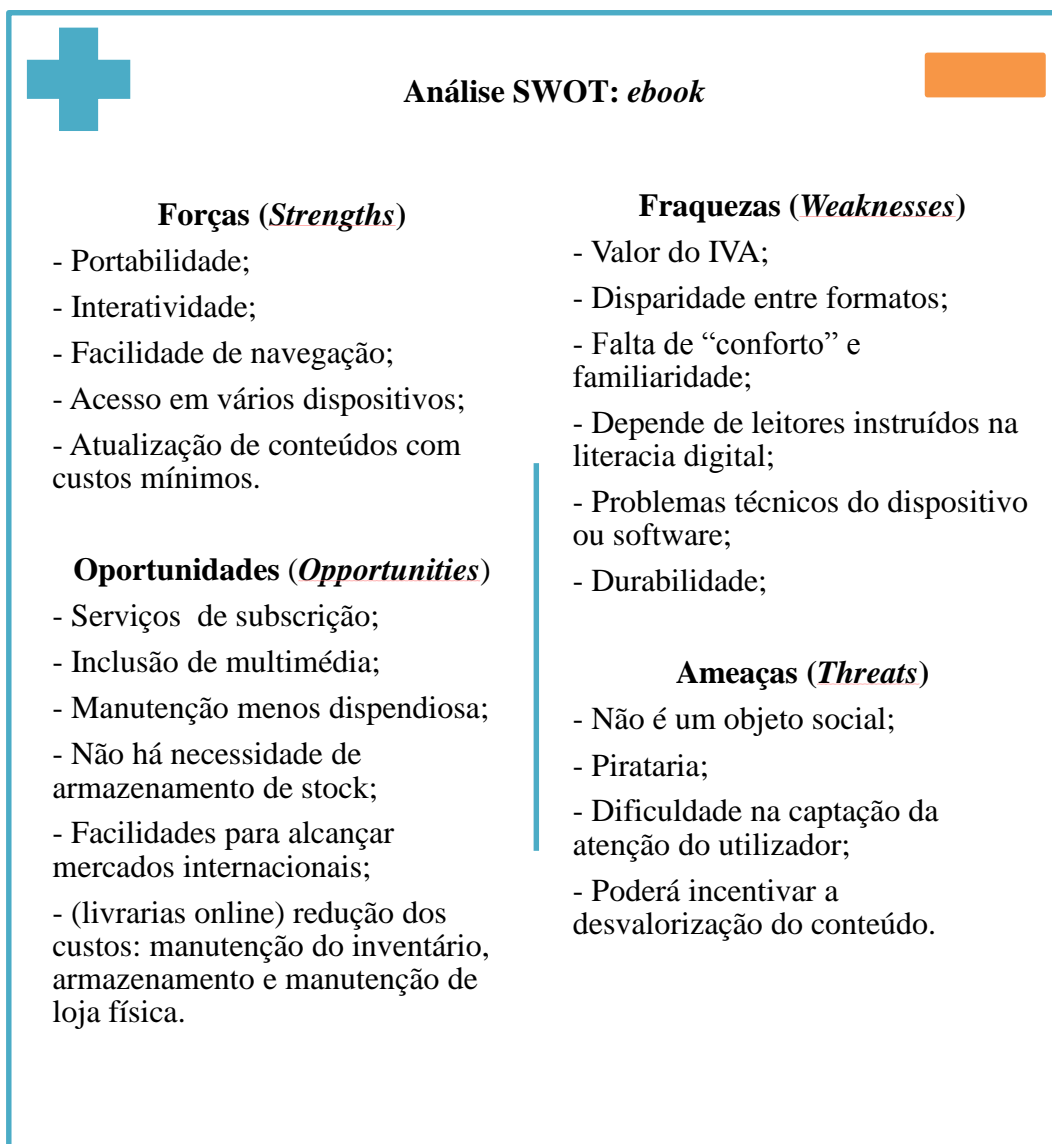 Análise SWOT: ebook
Forças (Strengths)
- Portabilidade;
- Interatividade;
- Facilidade de navegação;
- Acesso em vários dispositivos;
- Atualização de conteúdos com
custos mínimos.
Oportunidades (Opportunities)
- Serviços  de subscrição;
- Inclusão de multimédia;
- Manutenção menos dispendiosa;
- Não há necessidade de
armazenamento de stock;
- Facilidades para alcançar
mercados internacionais;
- (livrarias online) redução dos
custos: manutenção do inventário,
armazenamento e manutenção de
loja física.
Fraquezas (Weaknesses)
- Valor do IVA;
- Disparidade entre formatos;
- Falta de “conforto” e
familiaridade;
- Depende de leitores instruídos na
literacia digital;
- Problemas técnicos do dispositivo
ou software;
- Durabilidade;
Ameaças (Threats)
- Não é um objeto social;
- Pirataria;
- Dificuldade na captação da
atenção do utilizador;
- Poderá incentivar a
desvalorização do conteúdo.